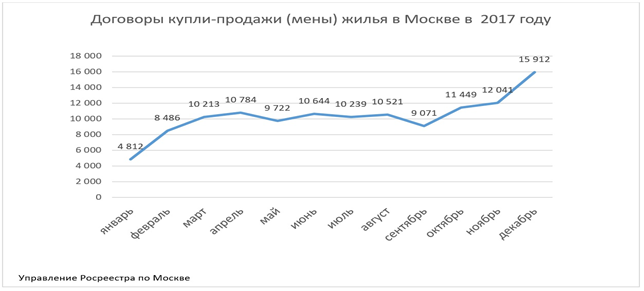 Договоры купли-продажи (мены) жилья в Москве в 2017 году
18 000
16 000
14 000
12 000
10 000
8 000
6 000
4 000
2 000
0
4 812
8 486
10 213
10 784
9 722
10 644
10 239
10 521
9 071
11 449
12 041
15 912
январь
февраль
март
апрель
май
июнь
июль
август
сентябрь
октябрь
ноябрь
декабрь
Управление Росреестра по Москве